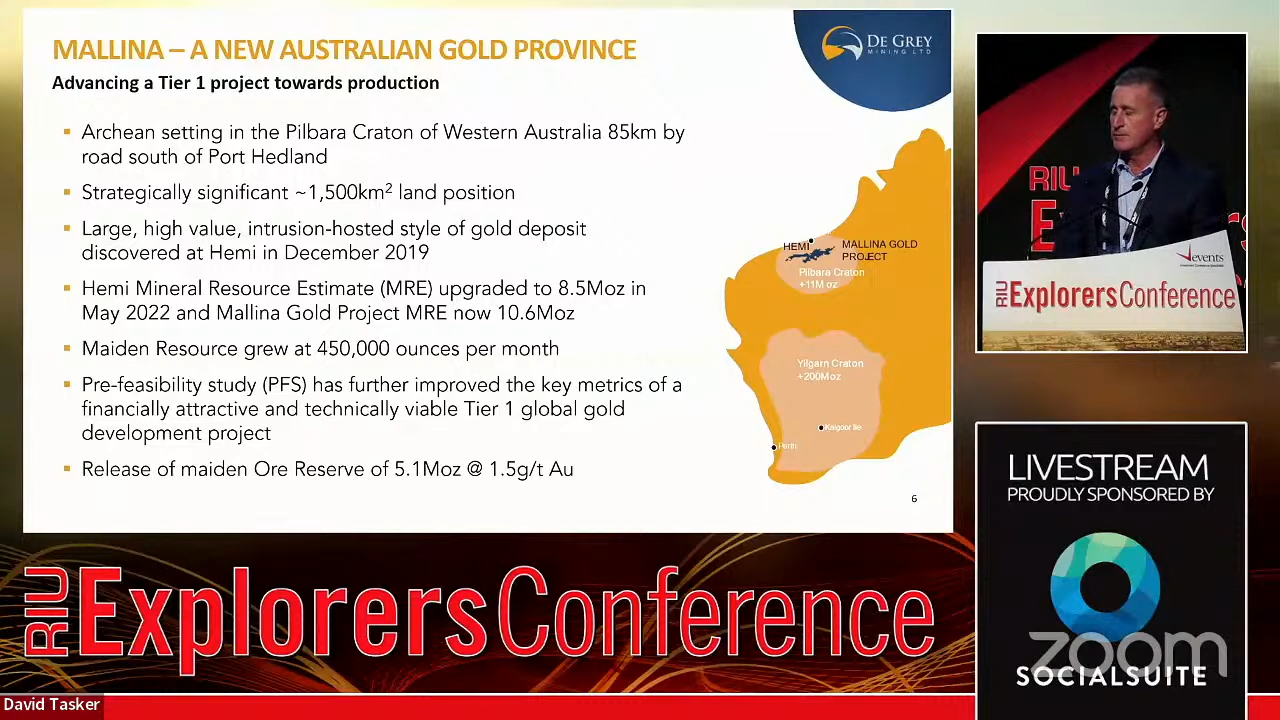 MALLINA – A NEW AUSTRALIAN GOLD PROVINCE
Advancing a Tier 1 project towards production
DE GREY
MINING LTD
▪ Archean setting in the Pilbara Craton of Western Australia 85km by
road south of Port Hedland
▪ Strategically significant ~1,500km² land position
▪ Large, high value, intrusion-hosted style of gold deposit
discovered at Hemi in December 2019
▪ Hemi Mineral Resource Estimate (MRE) upgraded to 8.5Moz in
May 2022 and Mallina Gold Project MRE now 10.6Moz
▪ Maiden Resource grew at 450,000 ounces per month
▪ Pre-feasibility study (PFS) has further improved the key metrics of a
financially attractive and technically viable Tier 1 global gold
development project
▪ Release of maiden Ore Reserve of 5.1Moz @ 1.5g/t Au
HEMI
MALLINA GOLD
PROJECT
Pilbara Craton
+11M oz
Yilgarn Craton
+200Moz
Kalgoorlie
Perth
6
RIU
E
events
RIU ExplorersConference
LIVESTREAM
PROUDLY SPONSORED BY
zoom
SOCIALSUITE
RIU ExplorersConference
David Tasker